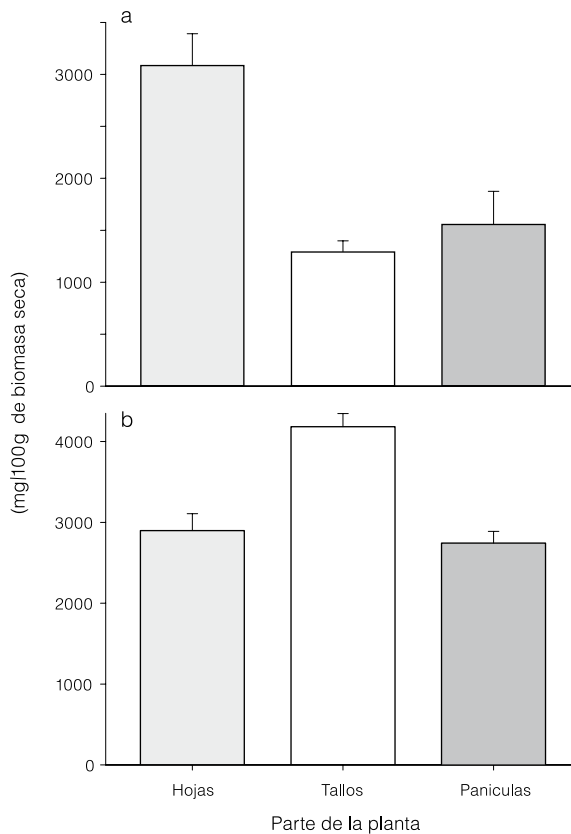 a
3000
2000
1000
0
(mg/100g de biomasa seca)
b
4000
3000
2000
1000
0
Hojas Tallos Paniculas
Parte de la planta